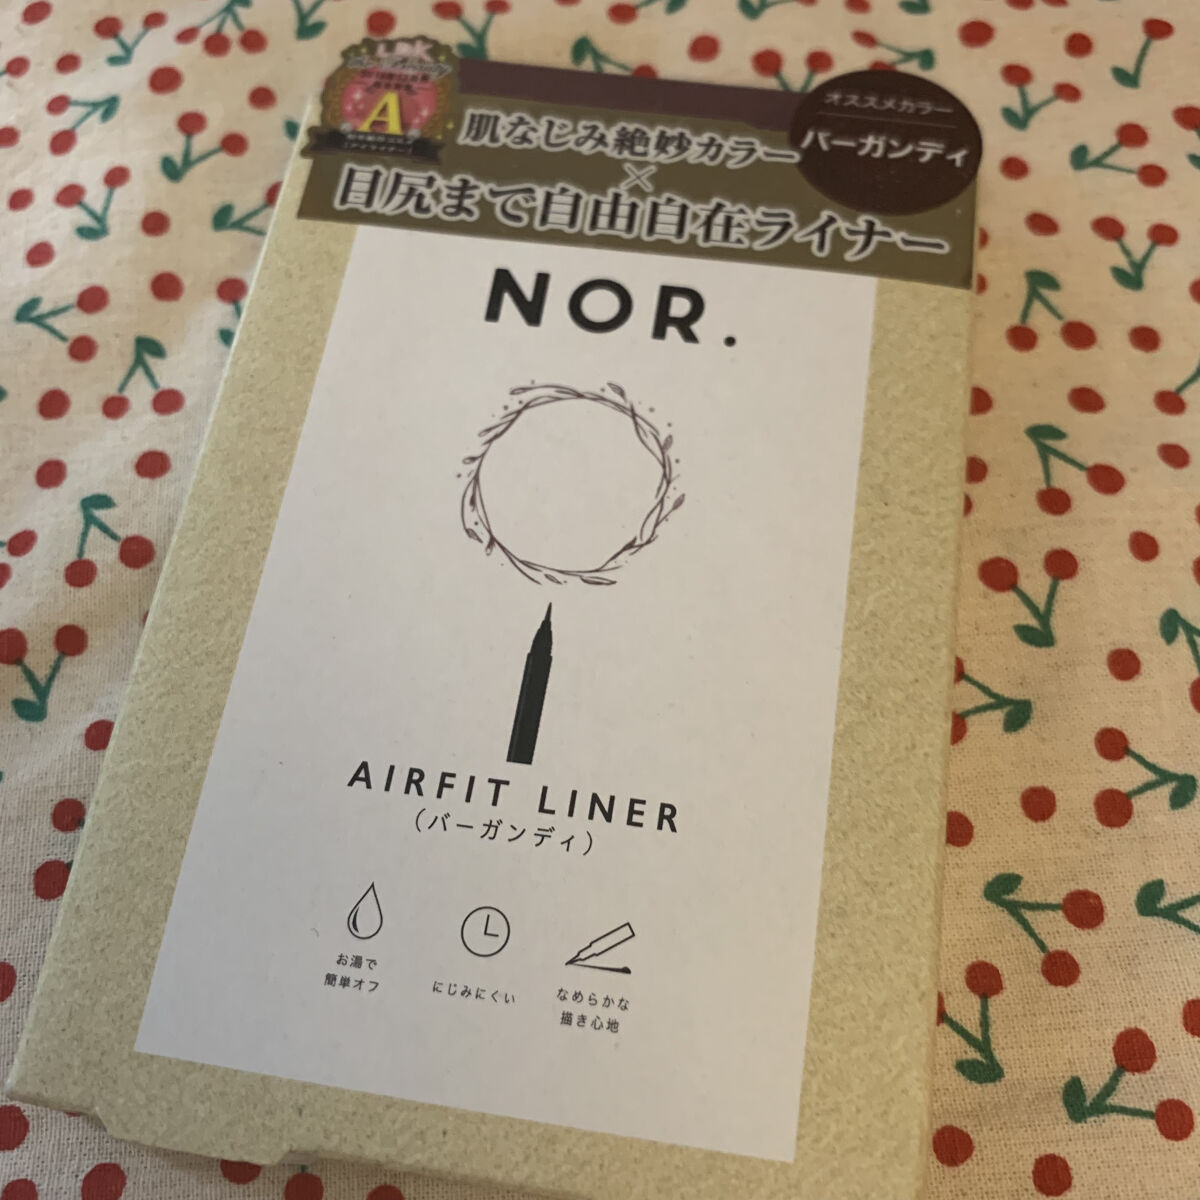 LDK
A
オススメカラー
バーガンディ
肌なじみ絶妙カラー
×
目尻まで自由自在ライナー
NOR.
AIRFIT LINER
(バーガンディ)
お湯で
簡単オフ
にじみにくい
なめらかな
描き心地